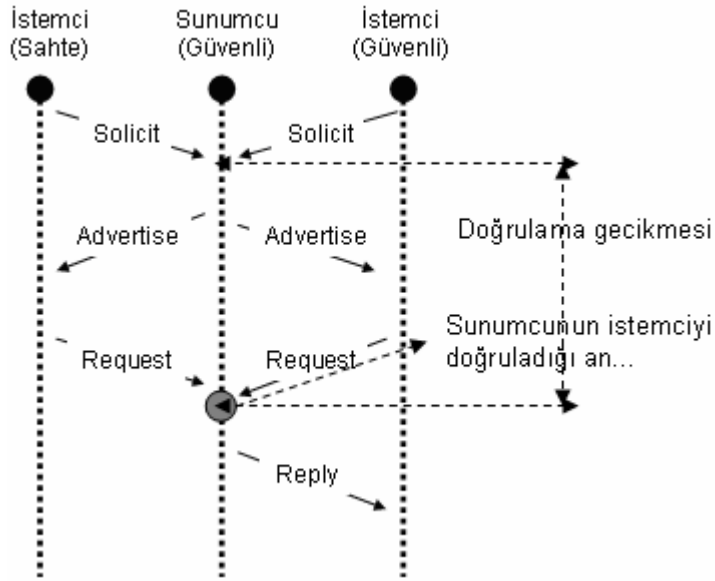 İstemci
(Sahte)
Sunumcu
(Güvenli)
İstemci
(Güvenli)
Solicit
Solicit
Advertise
Advertise
Doğrulama gecikmesi
Request
Request
Sunumcunun istemciyi
doğruladığı an...
Reply